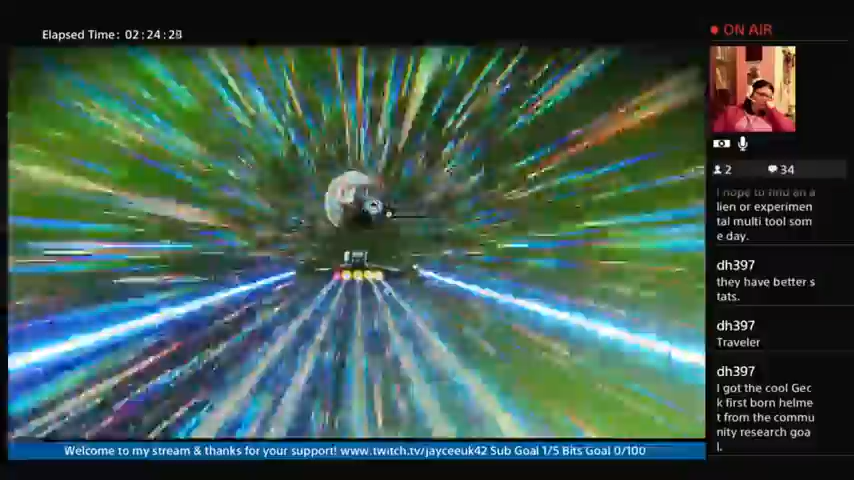 Elapsed Time: 02:24:28
ON AIR
2
34
I hope to find an a
lien or experimen
tal multi tool som
e day.
dh397
they have better s
tats.
dh397
Traveler
dh397
I got the cool Gec
k first born helme
t from the commu
nity research goa
l.
Welcome to my stream & thanks for your support! www.twitch.tv/jayceeuk42 Sub Goal 1/5 Bits Goal 0/100